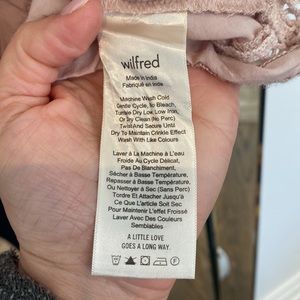 wilfred
Made in India
Fabriqué en Inde
Machine Wash Cold
Gentle Cycle, No Bleach,
Tumble Dry Low, Low Iron,
Or Dry Clean (No Perc)
Twist And Secure Until
Dry To Maintain Crinkle Effect
Wash With Like Colours
Laver À La Machine À L'eau
Froide Au Cycle Délicat,
Pas De Blanchiment,
Sécher à Basse Température,
Repasser à Basse Température,
Ou Nettoyer à Sec (Sans Perc)
Tordre Et Attacher Jusqu'à
Ce Que L'article Soit Sec
Pour Maintenir L'effet Froissé
Laver Avec Des Couleurs
Semblables
A LITTLE LOVE
GOES A LONG WAY.